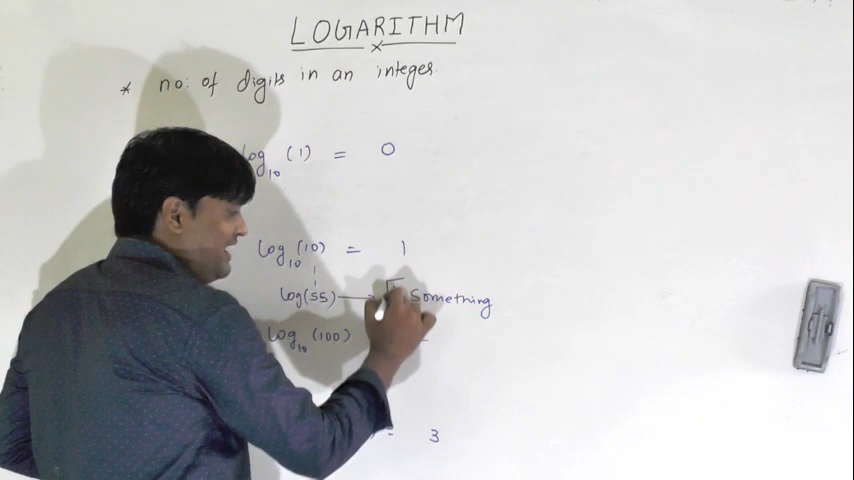 LOGARITHM
* no: of digits in an integer.
log10 (1) = 0
log10 (10) = 1
log(55) — Something
log10 (100)
= 3